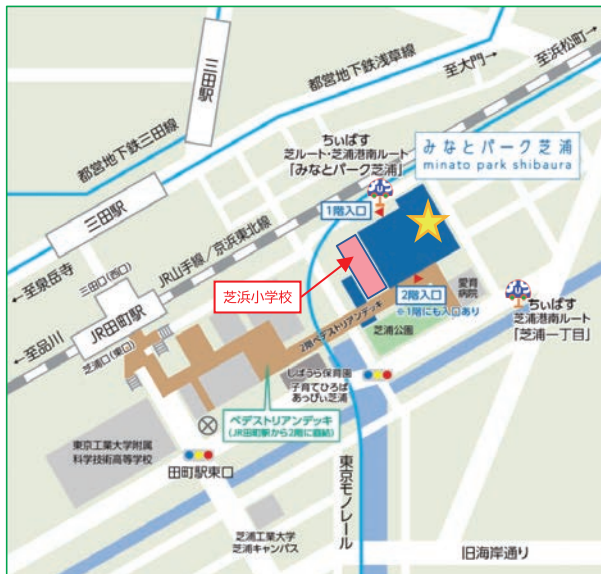 三田駅
都営地下鉄浅草線
至大門→
至浜松町→
都営地下鉄三田線
ちぃばす
芝ルート・芝浦港南ルート
「みなとパーク芝浦」
みなとパーク芝浦
minato park shibaura
三田駅
1階入口
JR山手線／京浜東北線
←至泉岳寺
三田口(西口)
芝浜小学校
2階入口
※1階にも入口あり
愛育
病院
ちぃばす
芝浦港南ルート
「芝浦一丁目」
JR田町駅
←至品川
芝浦口(東口)
2階ペデストリアンデッキ
芝浦公園
しばうら保育園
子育てひろば
あっぴぃ芝浦
ペデストリアンデッキ
(JR田町駅から2階に直結)
東京工業大学附属
科学技術高等学校
田町駅東口
東京モノレール
芝浦工業大学
芝浦キャンパス
旧海岸通り